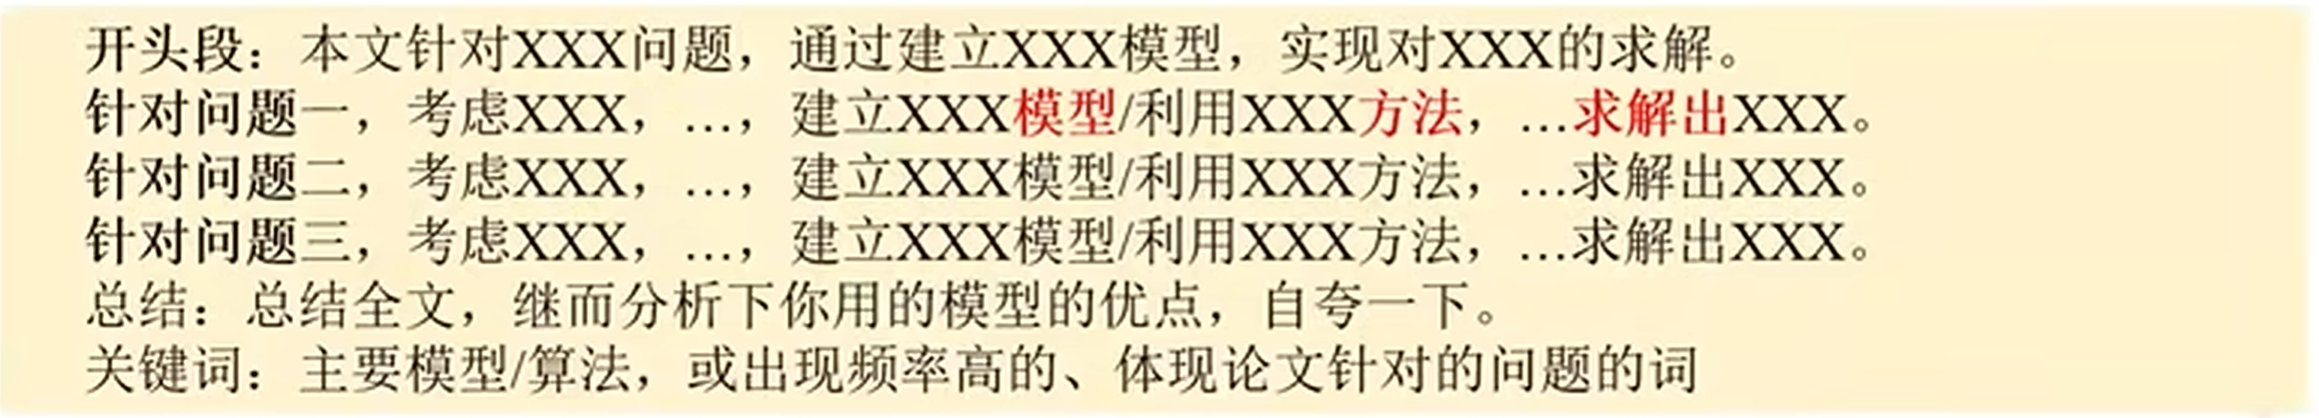 开头段：本文针对XXX问题，通过建立XXX模型，实现对XXX的求解。
针对问题一，考虑XXX，…，建立XXX模型/利用XXX方法，…求解出XXX。
针对问题二，考虑XXX，…，建立XXX模型/利用XXX方法，…求解出XXX。
针对问题三，考虑XXX，…，建立XXX模型/利用XXX方法，…求解出XXX。
总结：总结全文，继而分析下你用的模型的优点，自夸一下。
关键词：主要模型/算法，或出现频率高的、体现论文针对的问题的词